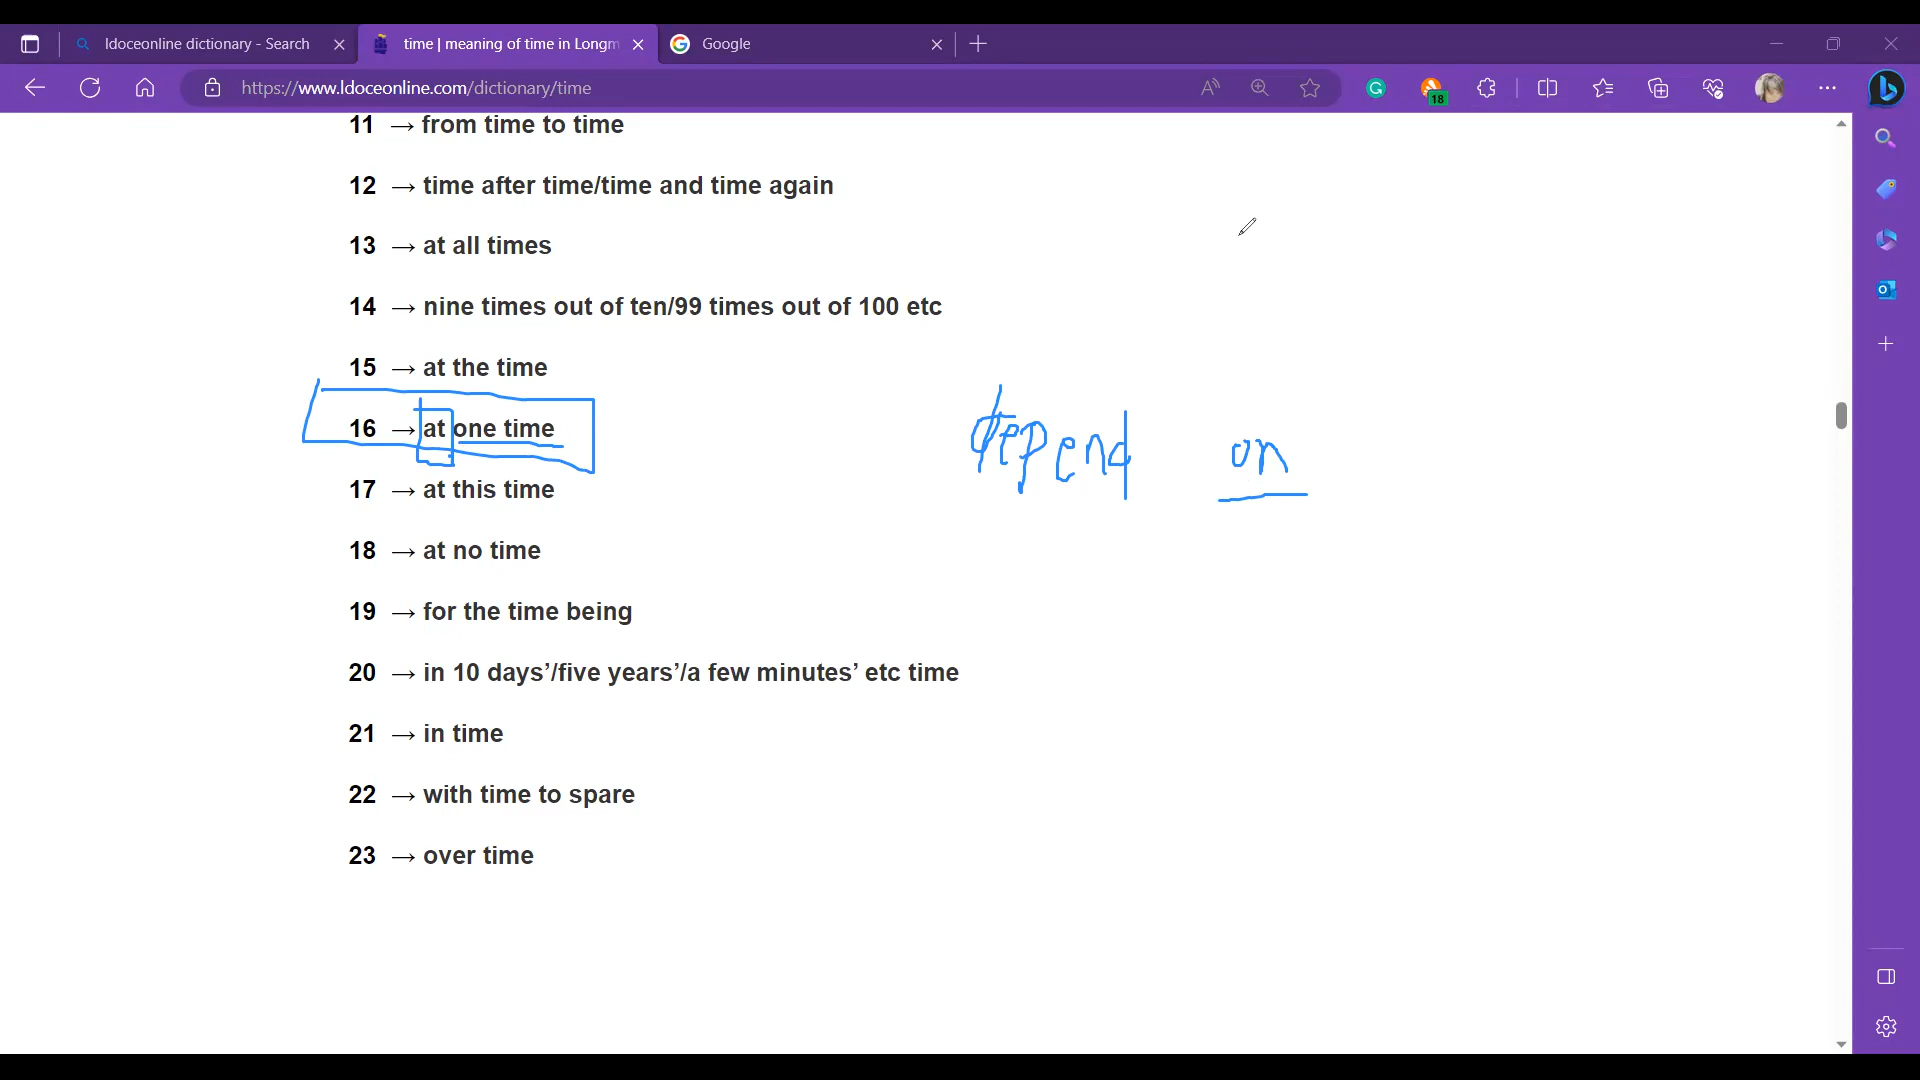 ldoceonline dictionary - Search
time | meaning of time in Longm
Google
https://www.ldoceonline.com/dictionary/time
18
11 → from time to time
12 → time after time/time and time again
13 → at all times
14 → nine times out of ten/99 times out of 100 etc
15 → at the time
16 → at one time
depend on
17 → at this time
18 → at no time
19 → for the time being
20 → in 10 days’/five years’/a few minutes’ etc time
21 → in time
22 → with time to spare
23 → over time